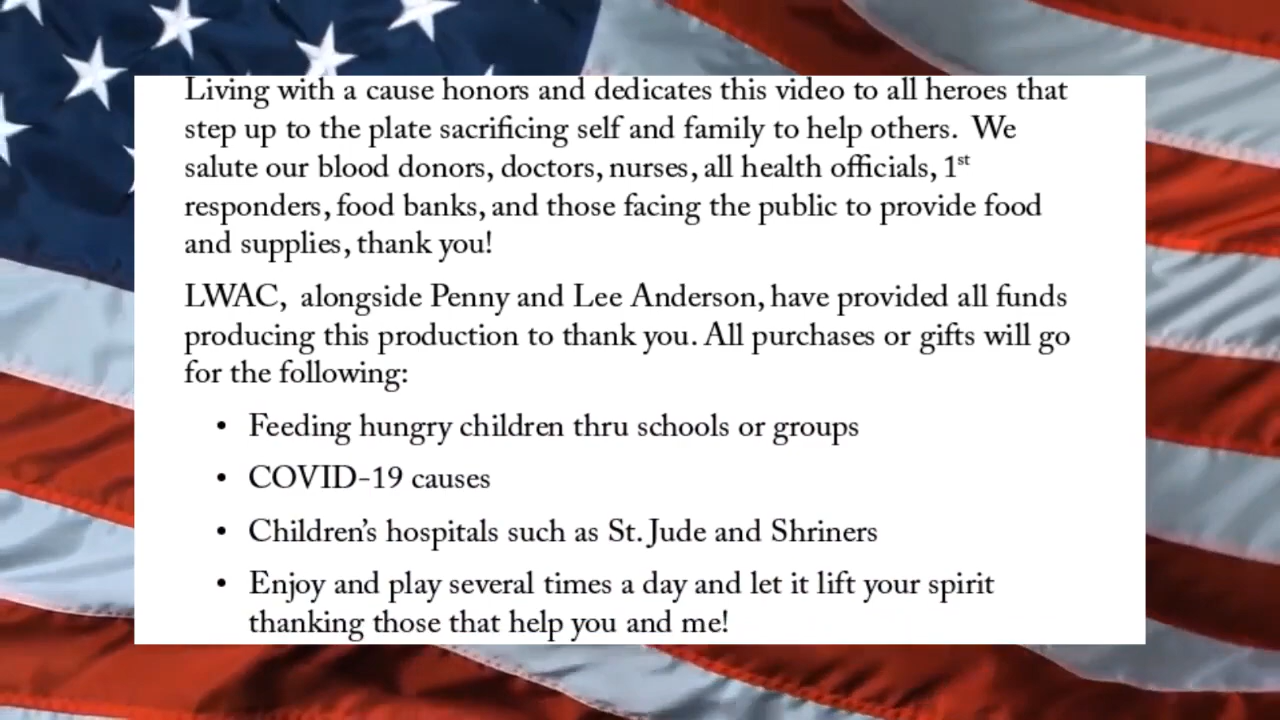 Living with a cause honors and dedicates this video to all heroes that
step up to the plate sacrificing self and family to help others.  We
salute our blood donors, doctors, nurses, all health officials, 1st
responders, food banks, and those facing the public to provide food
and supplies, thank you!
LWAC,  alongside Penny and Lee Anderson, have provided all funds
producing this production to thank you. All purchases or gifts will go
for the following:
• Feeding hungry children thru schools or groups
• COVID-19 causes
• Children's hospitals such as St. Jude and Shriners
• Enjoy and play several times a day and let it lift your spirit
thanking those that help you and me!